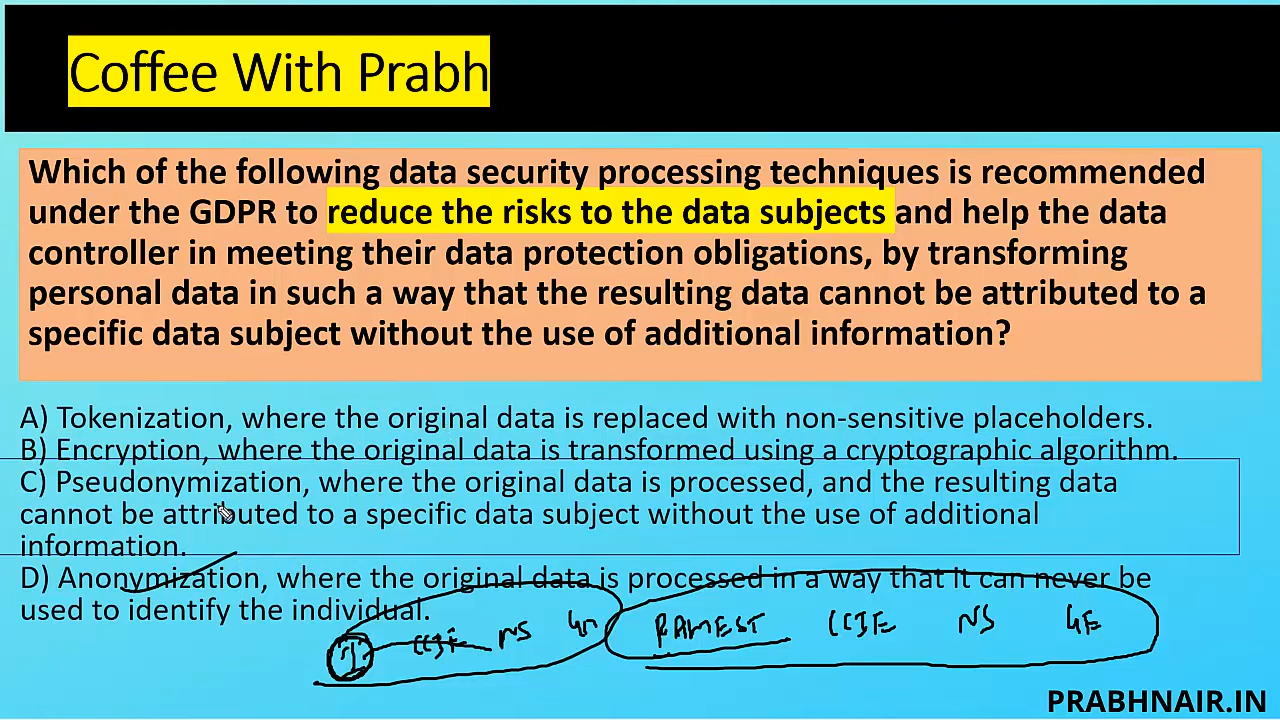 Coffee With Prabh
Which of the following data security processing techniques is recommended
under the GDPR to reduce the risks to the data subjects and help the data
controller in meeting their data protection obligations, by transforming
personal data in such a way that the resulting data cannot be attributed to a
specific data subject without the use of additional information?
A) Tokenization, where the original data is replaced with non-sensitive placeholders.
B) Encryption, where the original data is transformed using a cryptographic algorithm.
C) Pseudonymization, where the original data is processed, and the resulting data
cannot be attributed to a specific data subject without the use of additional
information.
D) Anonymization, where the original data is processed in a way that it can never be
used to identify the individual.
CCIE NS CCIE NS
PRABHNAIR.IN